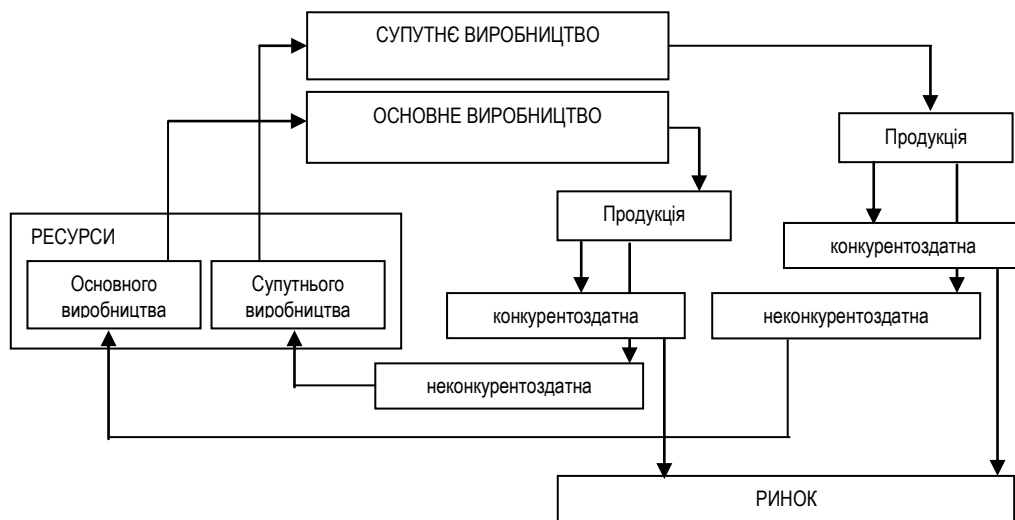 СУПУТНЄ ВИРОБНИЦТВО
ОСНОВНЕ ВИРОБНИЦТВО
Продукція
Продукція
РЕСУРСИ
Основного
виробництва
Супутнього
виробництва
конкурентоздатна
конкурентоздатна
неконкурентоздатна
неконкурентоздатна
РИНОК